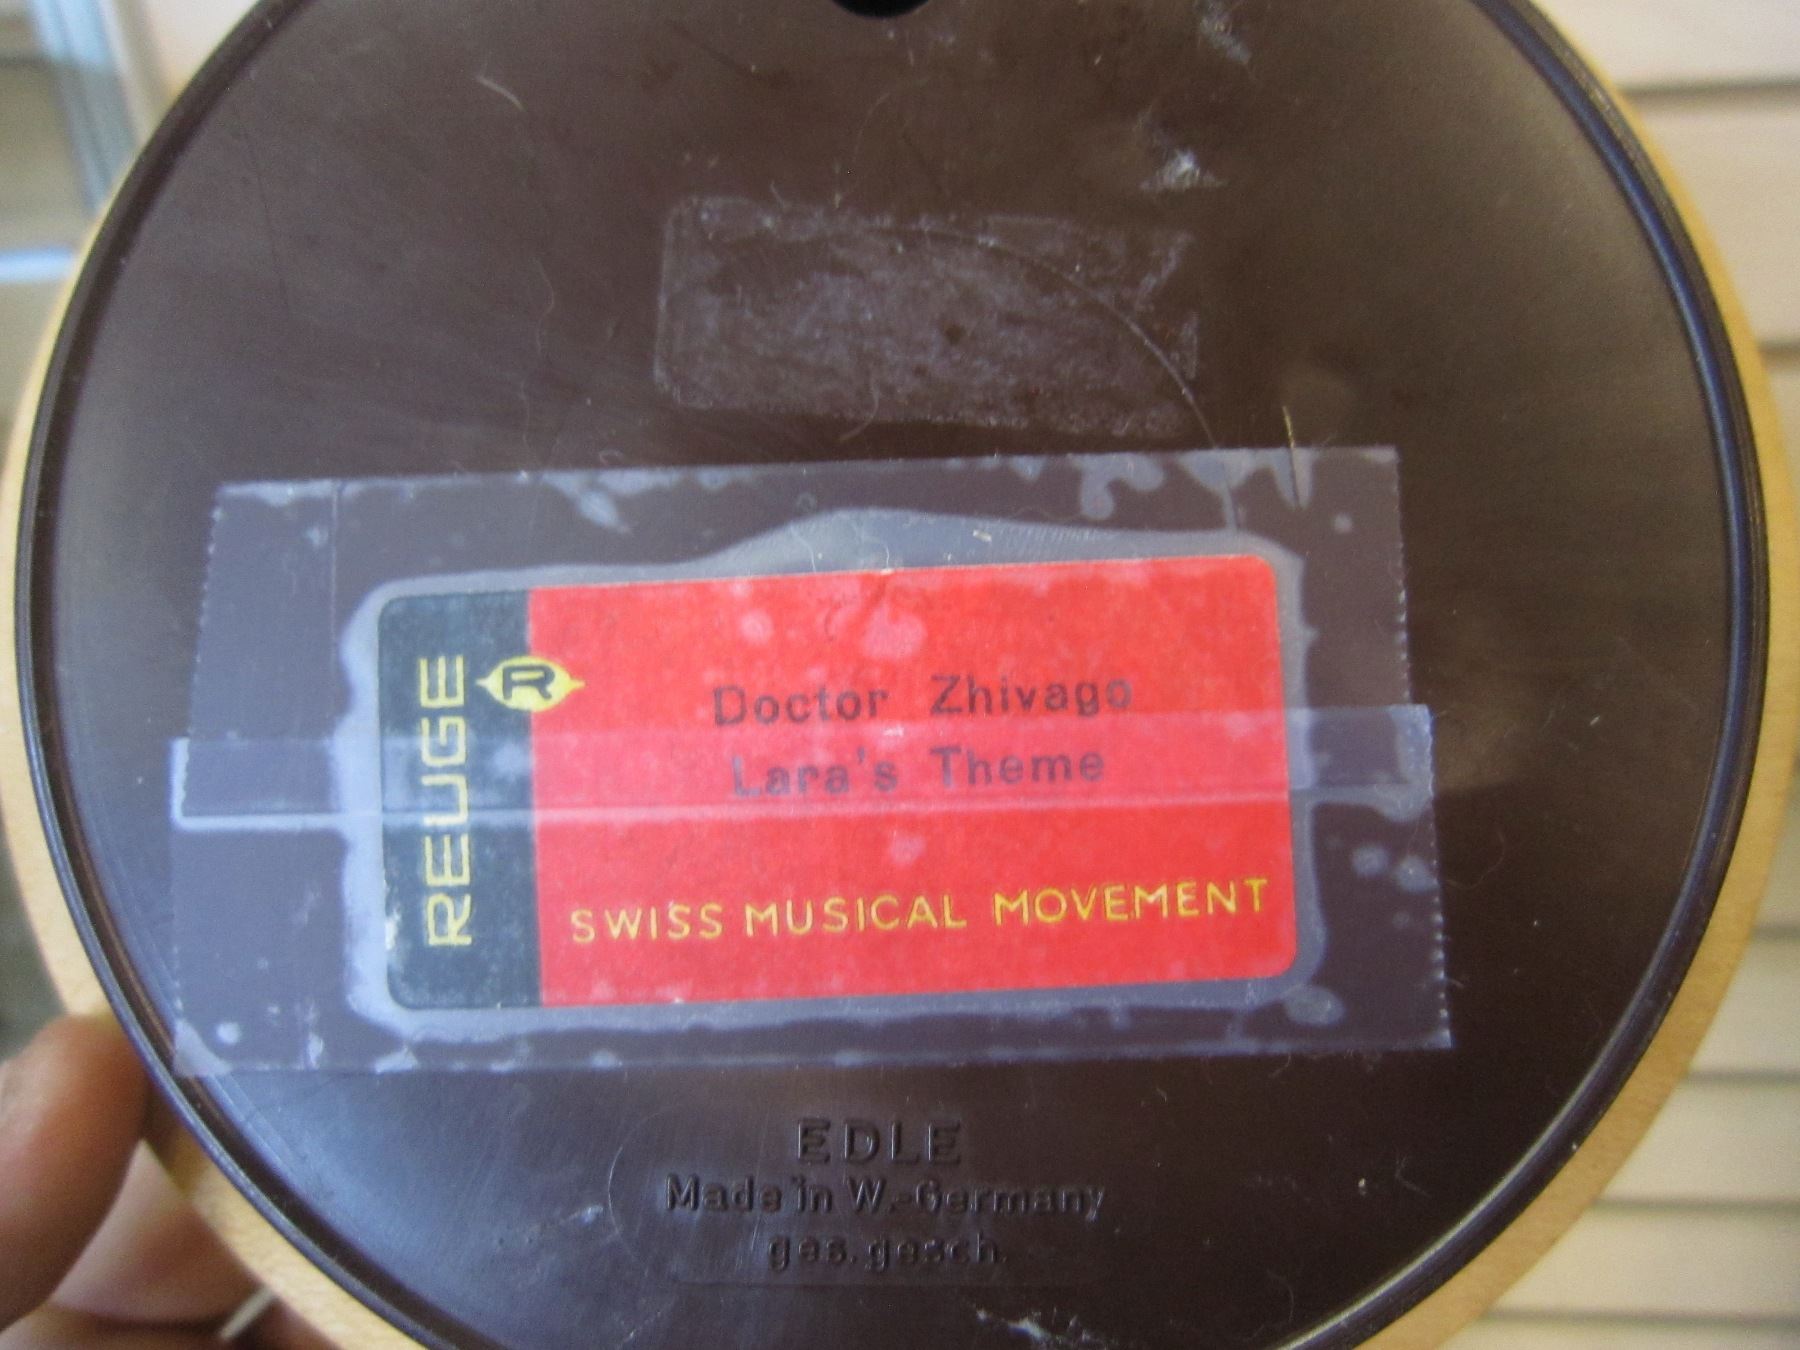 REUGE
R
Doctor Zhivago
Lara's Theme
SWISS MUSICAL MOVEMENT
EDLE
Made in W.-Germany
ges. gesch.